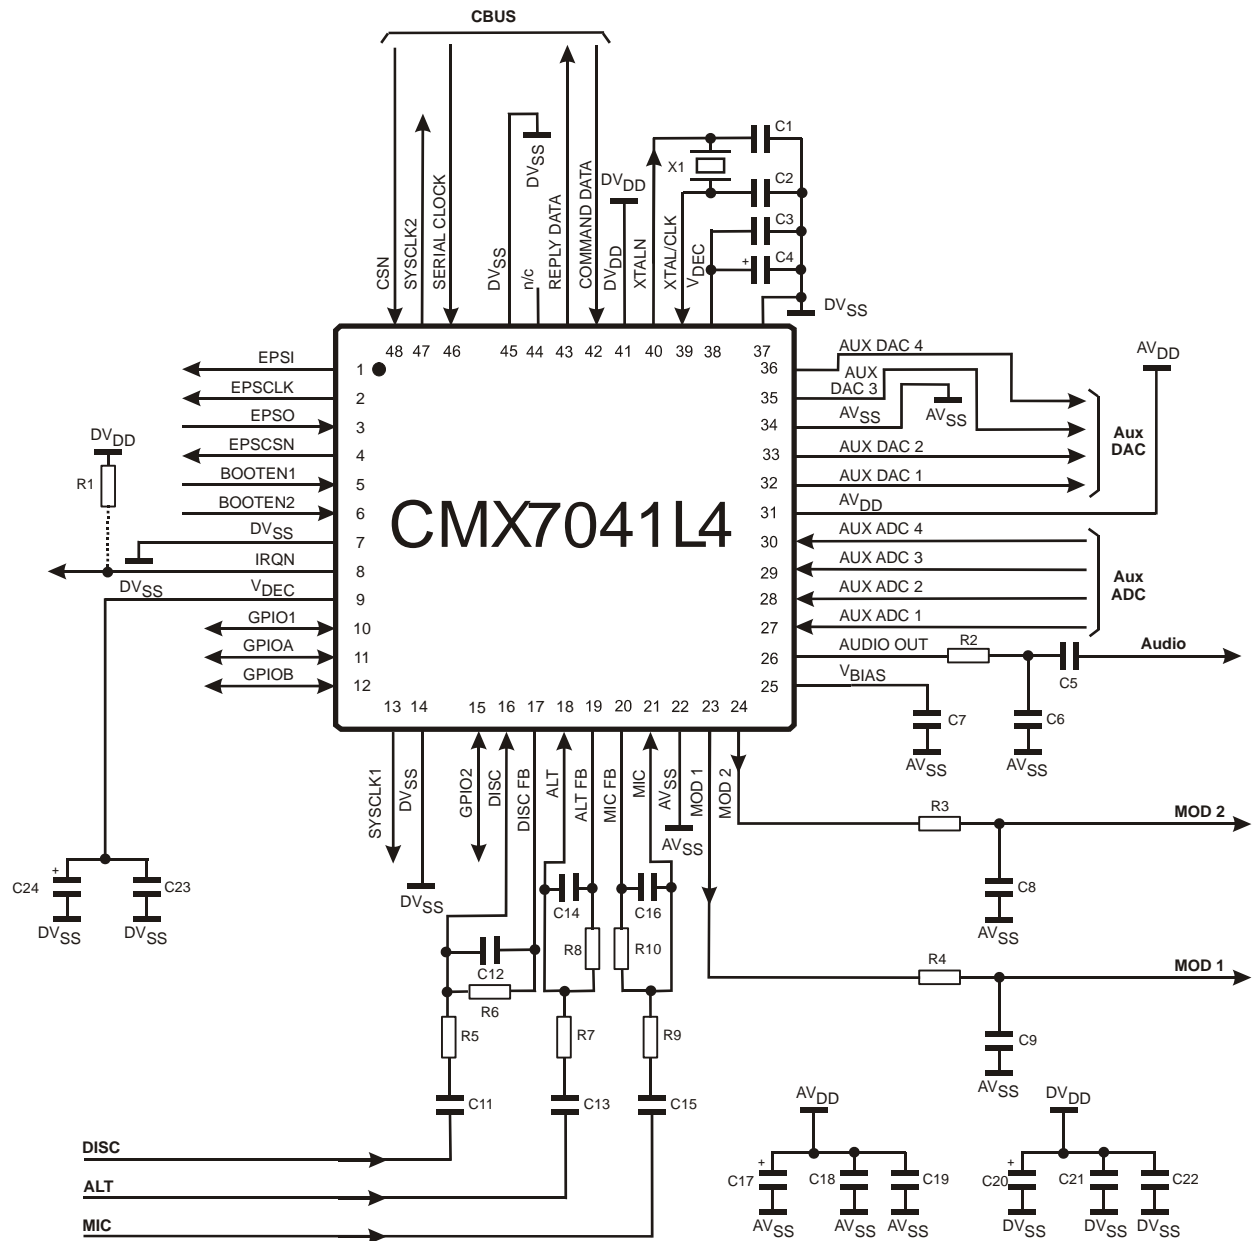 CBUS
CSN
SYSCLK2
SERIAL CLOCK
DVSS
DVSS
n/c
REPLY DATA
COMMAND DATA
DVDD
DVDD
XTALN
XTAL/CLK
VDEC
X1
C1
C2
C3
C4
+
DVSS
48 47 46 45 44 43 42 41 40 39 38 37
EPSI
1
EPSCLK
2
EPSO
3
EPSCSN
4
BOOTEN1
5
BOOTEN2
6
DVSS
7
IRQN
8
VDEC
9
GPIO1
10
GPIOA
11
GPIOB
12
DVDD
R1
DVSS
CMX7041L4
36
AUX DAC 4
35
AUX
DAC 3
34
AVSS
AVSS
33
AUX DAC 2
32
AUX DAC 1
31
AVDD
AVDD
Aux
DAC
30
AUX ADC 4
29
AUX ADC 3
28
AUX ADC 2
27
AUX ADC 1
Aux
ADC
26
AUDIO OUT
R2
C5
Audio
25
VBIAS
C7
AVSS
C6
AVSS
13 14 15 16 17 18 19 20 21 22 23 24
SYSCLK1
DVSS
GPIO2
DISC
DISC FB
ALT
ALT FB
MIC FB
MIC
AVSS
MOD 1
MOD 2
AVSS
DVSS
R3
MOD 2
C8
AVSS
R4
MOD 1
C9
AVSS
+
C24
C23
DVSS
DVSS
C14
C16
R8
R10
C12
R6
R5
R7
R9
C11
C13
C15
DISC
ALT
MIC
AVDD
+
C17
C18
C19
AVSS
AVSS
AVSS
DVDD
+
C20
C21
C22
DVSS
DVSS
DVSS